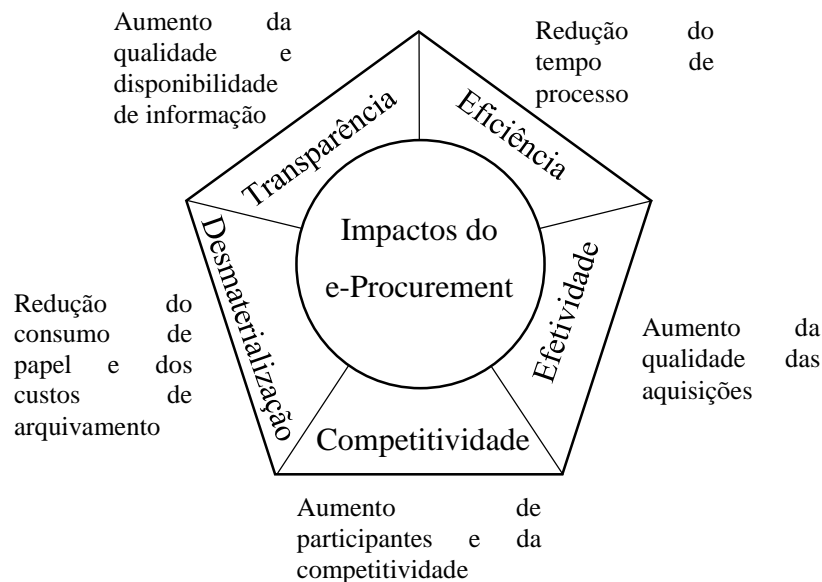 Aumento da
qualidade e
disponibilidade
de informação
Redução do
tempo de
processo
Transparência
Eficiência
Impactos do
e-Procurement
Desmaterialização
Efetividade
Redução do
consumo de
papel e dos
custos de
arquivamento
Aumento da
qualidade das
aquisições
Competitividade
Aumento de
participantes e da
competitividade